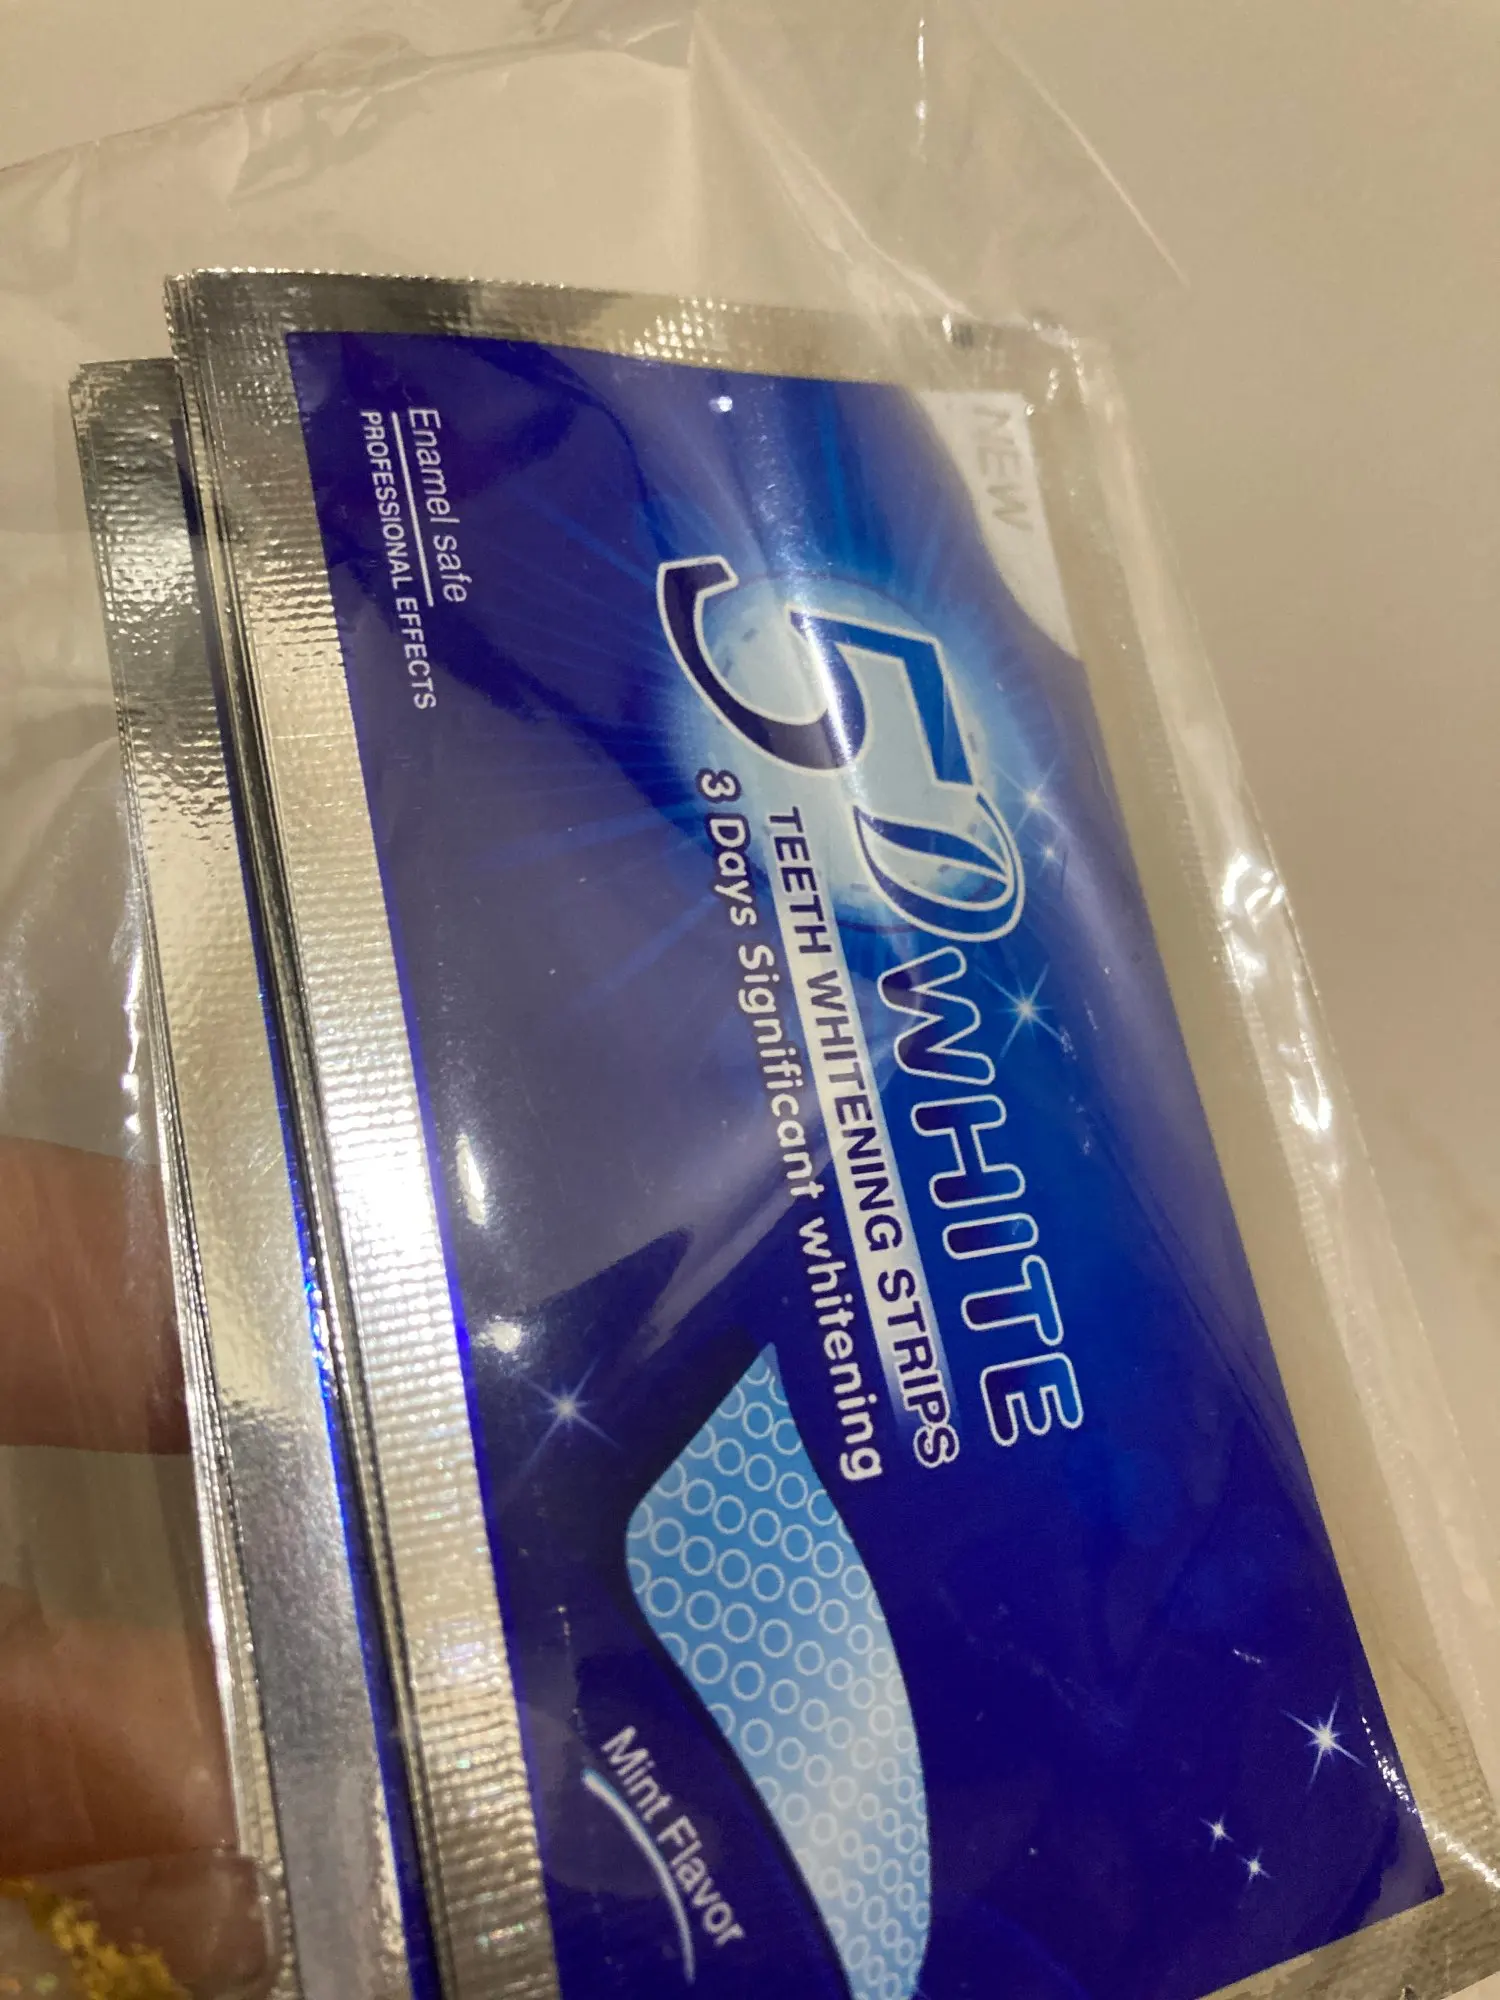 NEW
5D WHITE
TEETH WHITENING STRIPS
3 Days Significant whitening
Enamel safe
PROFESSIONAL EFFECTS
Mint Flavor